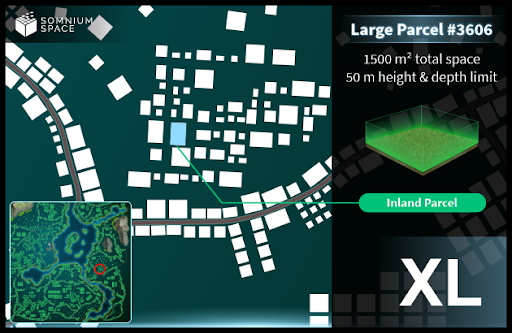 SOMNIUM
SPACE
Large Parcel #3606
1500 m² total space
50 m height & depth limit
Inland Parcel
XL